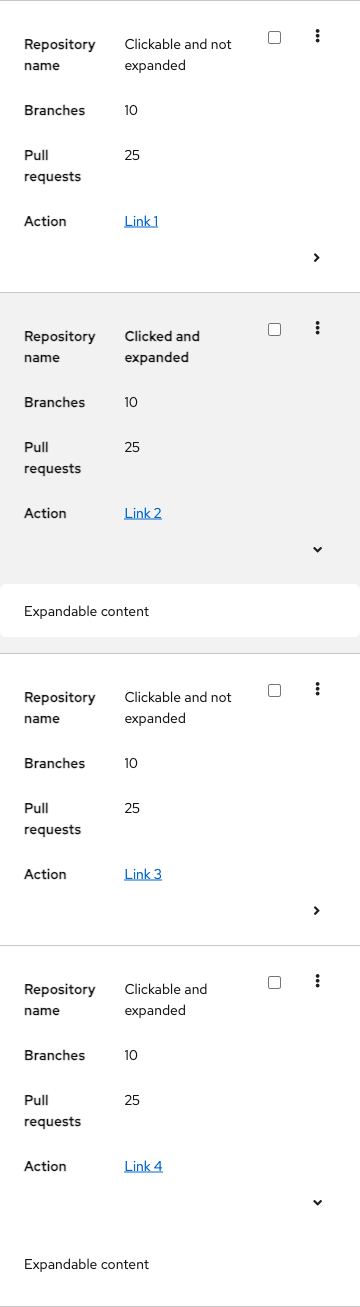 Repository name Clickable and not expanded
Branches 10
Pull requests 25
Action Link 1
Repository name Clicked and expanded
Branches 10
Pull requests 25
Action Link 2
Expandable content
Repository name Clickable and not expanded
Branches 10
Pull requests 25
Action Link 3
Repository name Clickable and expanded
Branches 10
Pull requests 25
Action Link 4
Expandable content